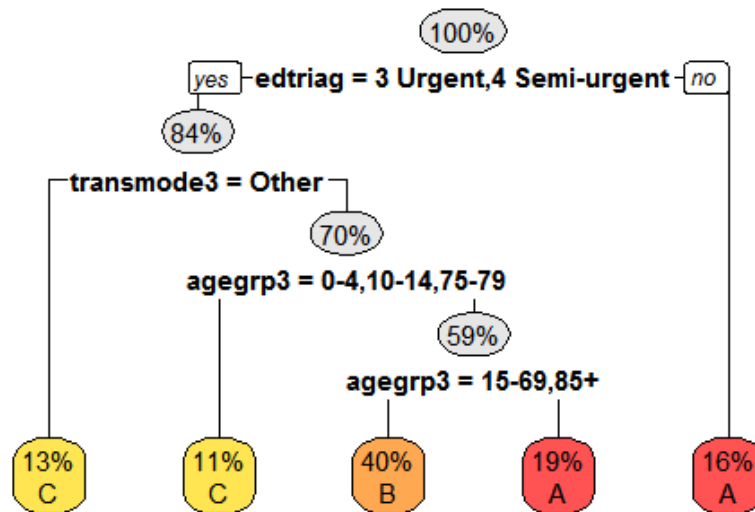 100%
yes edtriag = 3 Urgent,4 Semi-urgent no
84%
transmode3 = Other
70%
agegrp3 = 0-4,10-14,75-79
59%
agegrp3 = 15-69,85+
13% 11% 40% 19% 16%
C C B A A